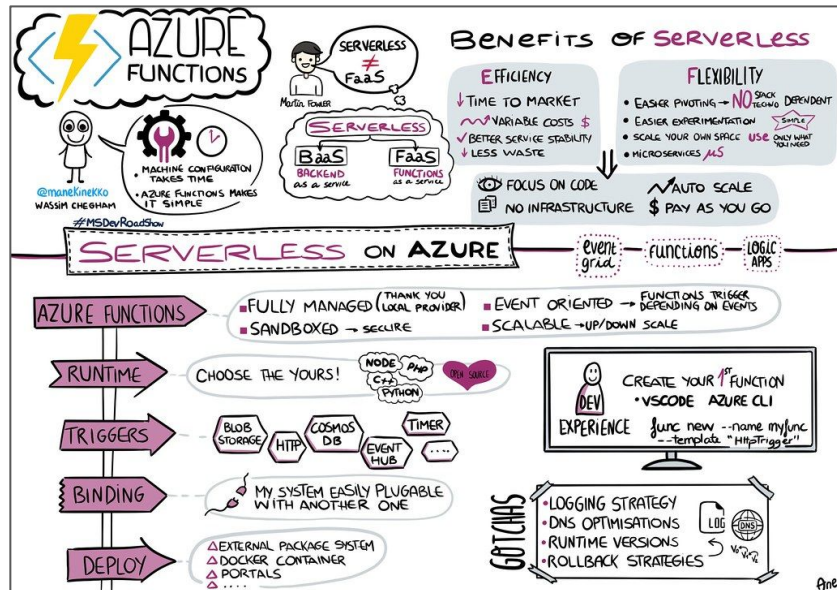 AZURE
FUNCTIONS
@maneKineKKo
WASSIM CHEGHAM
#MSDevRoadShow
• MACHINE CONFIGURATION
TAKES TIME
• AZURE FUNCTIONS MAKES
IT SIMPLE
Martin Fowler
SERVERLESS
≠
FaaS
SERVERLESS
BaaS
BACKEND
as a service
FaaS
FUNCTIONS
as a service
BENEFITS OF SERVERLESS
EFFICIENCY
↓ TIME TO MARKET
VARIABLE COSTS $
✓ BETTER SERVICE STABILITY
↓ LESS WASTE
FLEXIBILITY
• EASIER PIVOTING → NO STACK TECHNO DEPENDENT
• EASIER EXPERIMENTATION SIMPLE
• SCALE YOUR OWN SPACE USE ONLY WHAT YOU NEED
• MICROSERVICES µS
FOCUS ON CODE
AUTO SCALE
NO INFRASTRUCTURE
$ PAY AS YOU GO
SERVERLESS ON AZURE
event
grid
functions
LOGIC
APPS
AZURE FUNCTIONS
FULLY MANAGED (THANK YOU LOCAL PROVIDER)
SANDBOXED → SECURE
EVENT ORIENTED → FUNCTIONS TRIGGER DEPENDING ON EVENTS
SCALABLE → UP/DOWN SCALE
RUNTIME
CHOOSE THE YOURS!
NODE
PHP
C++
PYTHON
OPEN SOURCE
TRIGGERS
BLOB
STORAGE
HTTP
COSMOS
DB
EVENT
HUB
TIMER
....
BINDING
MY SYSTEM EASILY PLUGABLE
WITH ANOTHER ONE
DEPLOY
EXTERNAL PACKAGE SYSTEM
DOCKER CONTAINER
PORTALS
....
DEV
EXPERIENCE
CREATE YOUR 1ST FUNCTION
• VSCODE AZURE CLI
func new --name myfunc
--template "HttpTrigger"
GOTCHAS
• LOGGING STRATEGY
• DNS OPTIMISATIONS
• RUNTIME VERSIONS
• ROLLBACK STRATEGIES
LOG
DNS